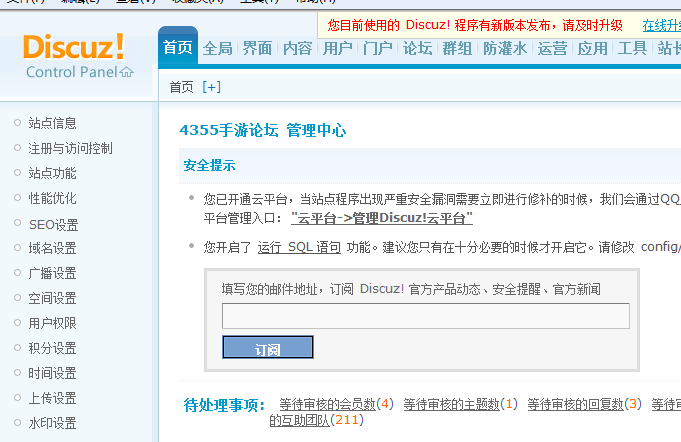 您目前使用的 Discuz! 程序有新版本发布，请及时升级 在线升
Discuz!
Control Panel
首页 全局 界面 内容 用户 门户 论坛 群组 防灌水 运营 应用 工具 站长
首页 [+]
站点信息
注册与访问控制
站点功能
性能优化
SEO设置
域名设置
广播设置
空间设置
用户权限
积分设置
时间设置
上传设置
水印设置
4355手游论坛 管理中心
安全提示
您已开通云平台，当站点程序出现严重安全漏洞需要立即进行修补的时候，我们会通过QQ
平台管理入口： "云平台->管理Discuz!云平台"
您开启了 运行 SQL 语句 功能。建议您只有在十分必要的时候才开启它。请修改 config/
填写您的邮件地址，订阅 Discuz! 官方产品动态、安全提醒、官方新闻
订阅
待处理事项： 等待审核的会员数(4) 等待审核的主题数(1) 等待审核的回复数(3) 等待
的互助团队(211)